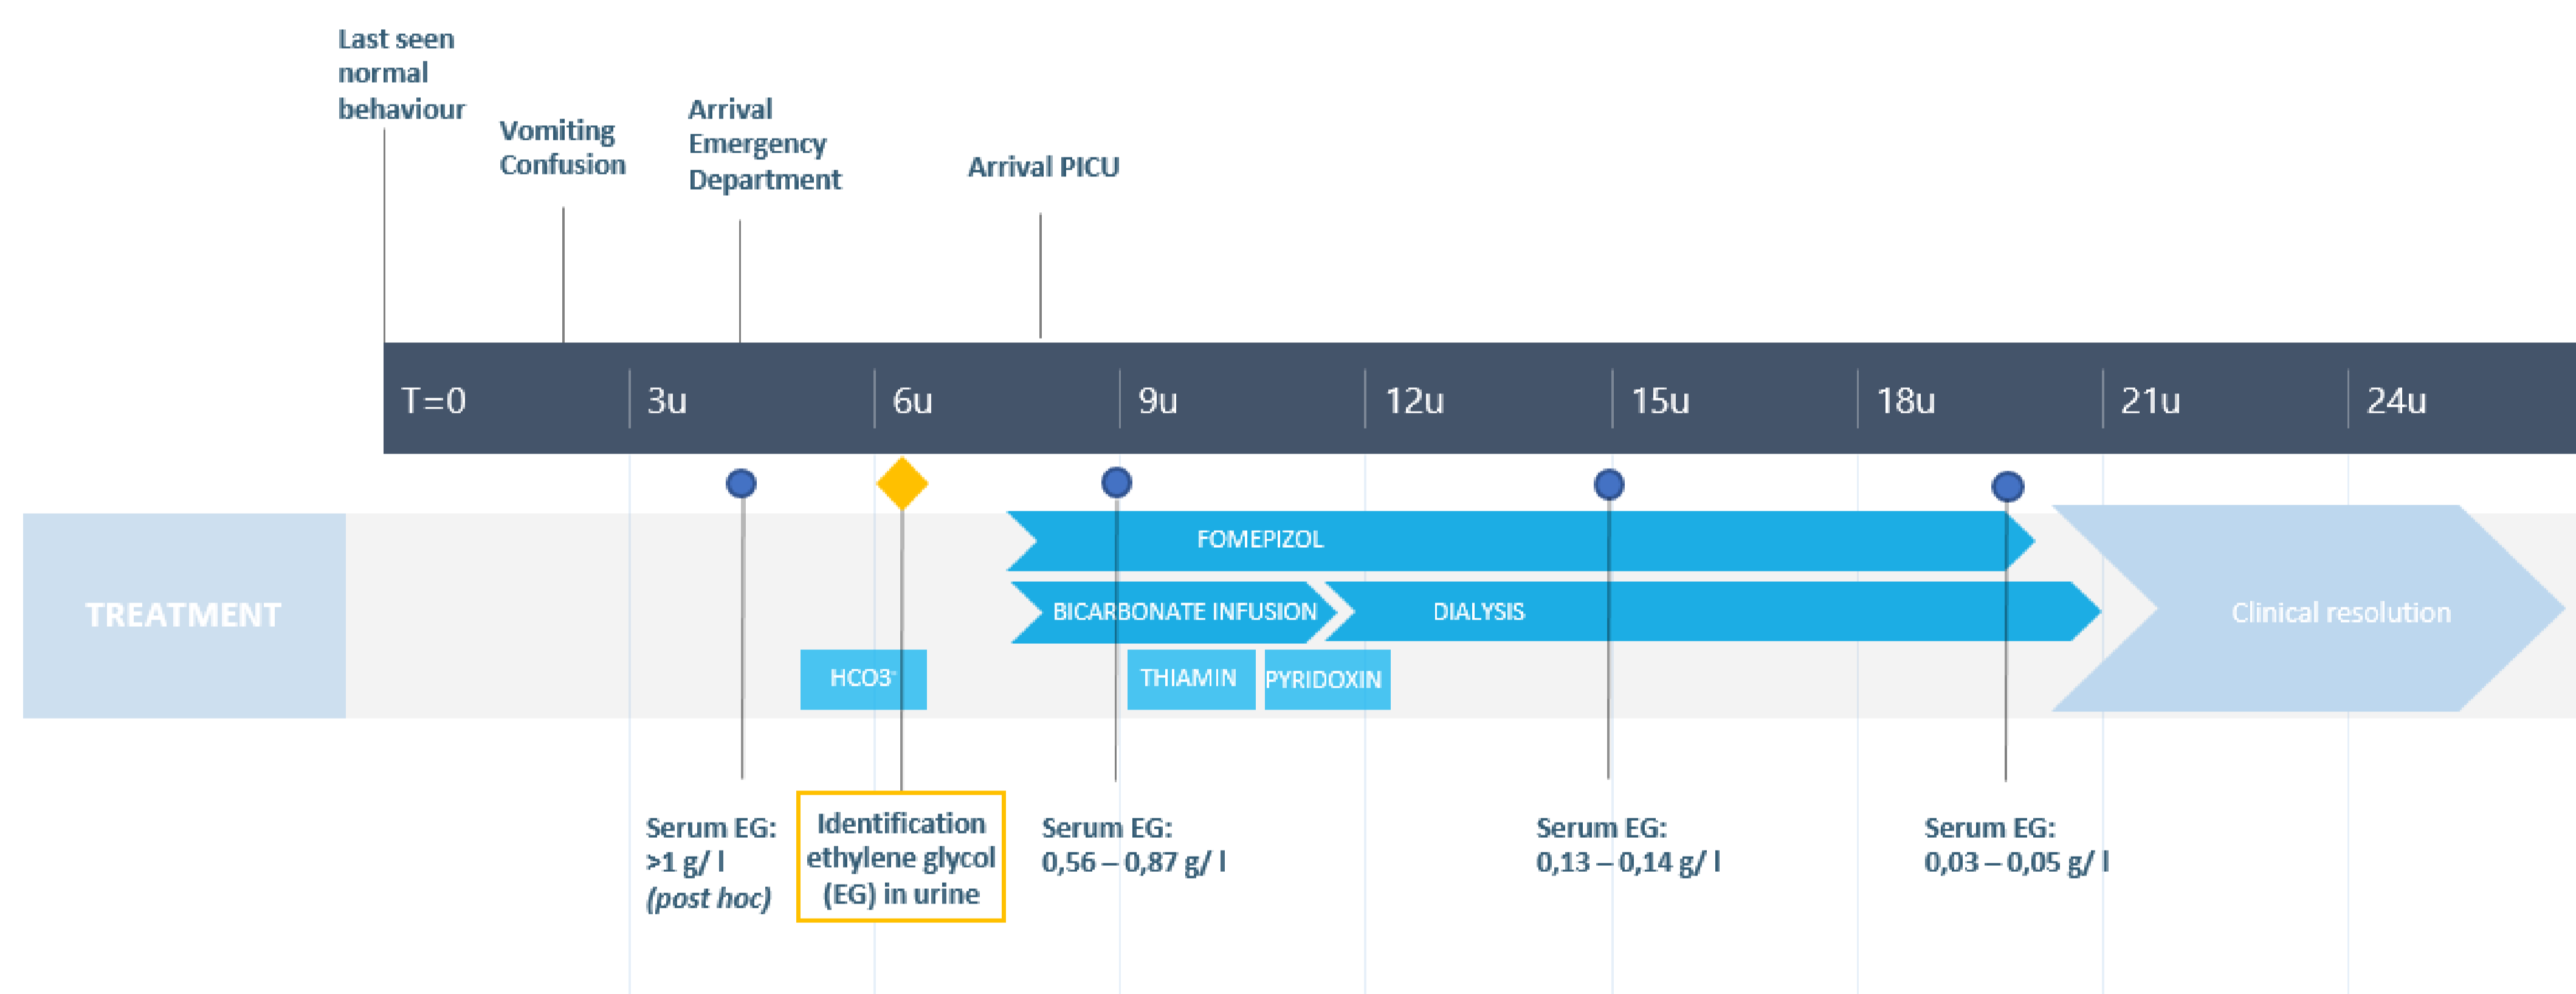 Last seen
normal
behaviour
Vomiting
Confusion
Arrival
Emergency
Department
Arrival PICU
T=0
3u
6u
9u
12u
15u
18u
21u
24u
TREATMENT
FOMEPIZOL
BICARBONATE INFUSION
DIALYSIS
Clinical resolution
HCO3⁻
THIAMIN
PYRIDOXIN
Serum EG:
>1 g/ l
(post hoc)
Identification
ethylene glycol
(EG) in urine
Serum EG:
0,56 – 0,87 g/ l
Serum EG:
0,13 – 0,14 g/ l
Serum EG:
0,03 – 0,05 g/ l